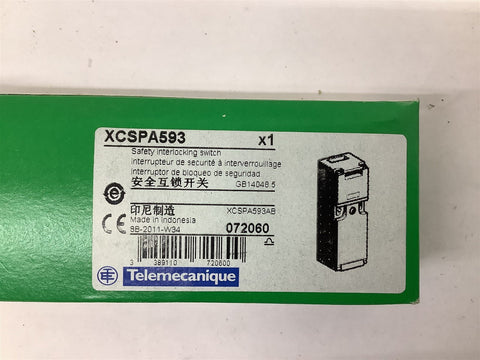 XCSPA593 x1
Safety interlocking switch
Interrupteur de securité à interverrouillage
Interruptor de bloqueo de seguridad
安全互锁开关 GB14048.5
印尼制造 XCSPA593AB
Made in Indonesia
8B-2011-W34 072060
3 389110 720600
Telemecanique